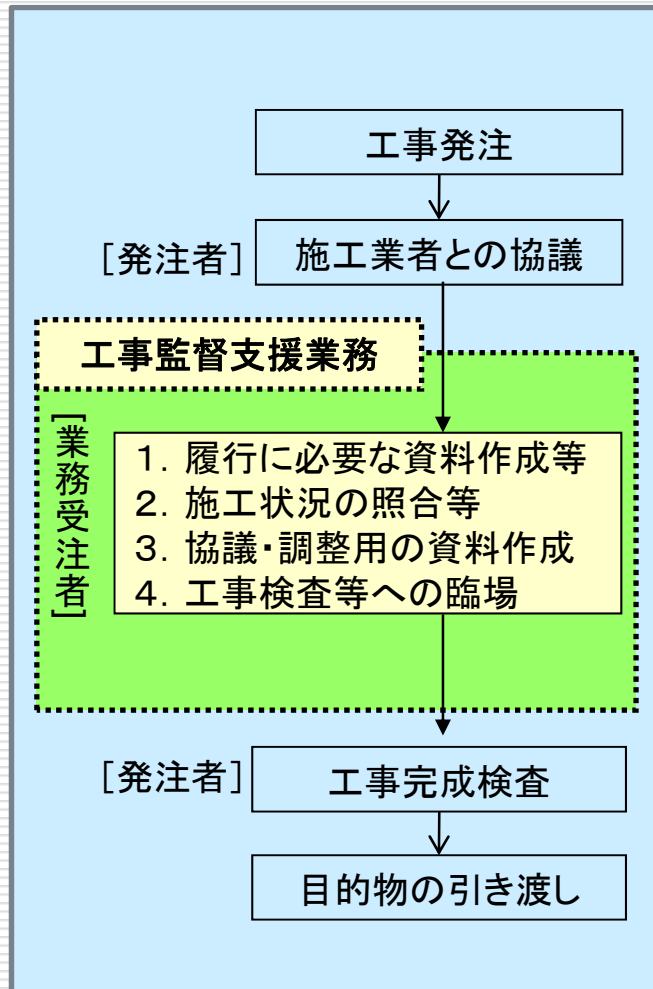 工事発注
[発注者] 施工業者との協議
工事監督支援業務
[業務受注者]
１．履行に必要な資料作成等
２．施工状況の照合等
３．協議・調整用の資料作成
４．工事検査等への臨場
[発注者] 工事完成検査
目的物の引き渡し